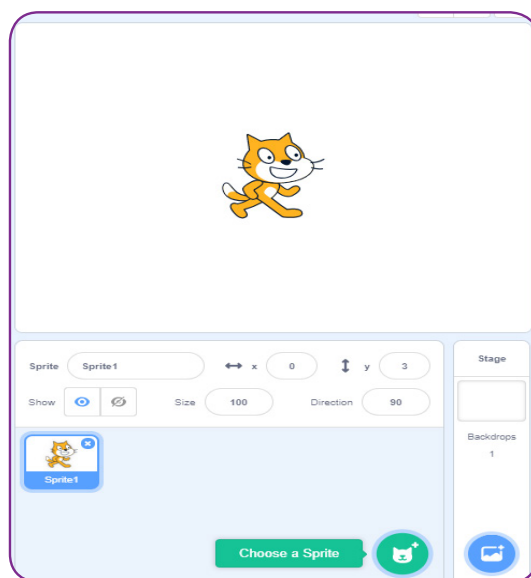 Sprite Sprite1 x 0 y 3
Show Size 100 Direction 90
Stage
Backdrops
1
Sprite1
Choose a Sprite